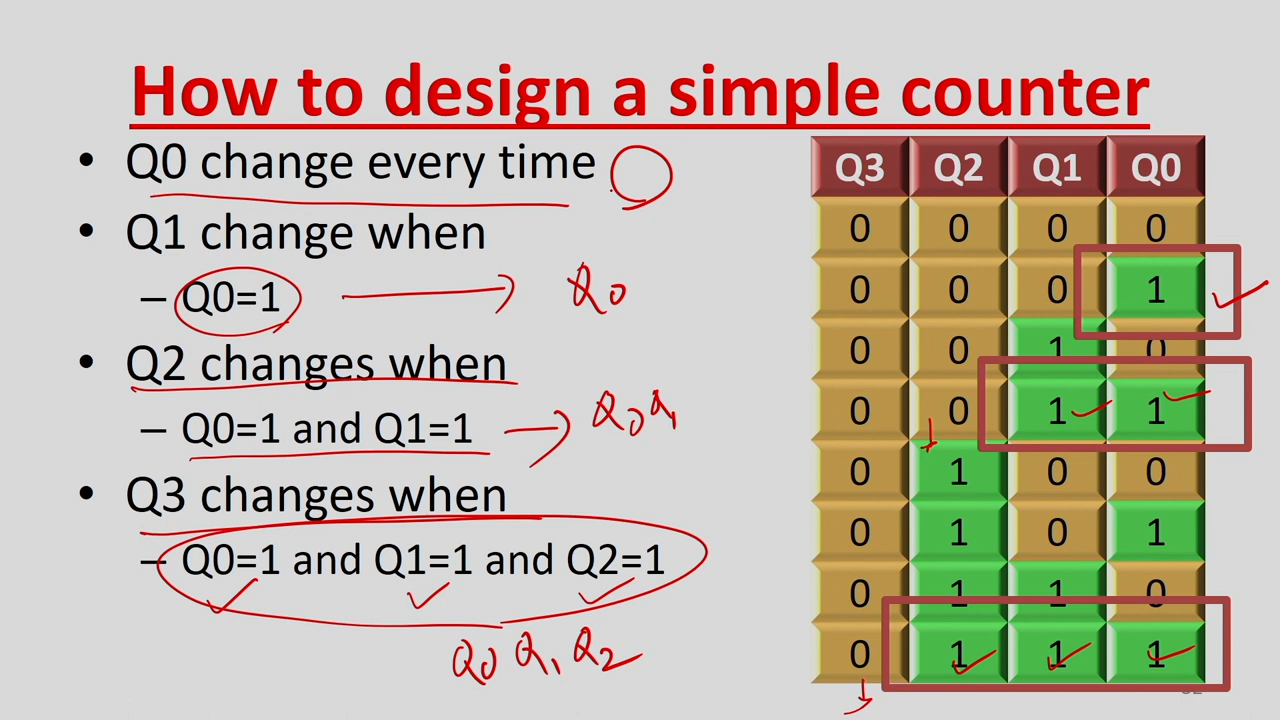 How to design a simple counter
• Q0 change every time
• Q1 change when
– Q0=1 Q0
• Q2 changes when
– Q0=1 and Q1=1 Q0Q1
• Q3 changes when
– Q0=1 and Q1=1 and Q2=1
Q0 Q1 Q2
Q3 Q2 Q1 Q0
0 0 0 0
0 0 0 1
0 0 1 0
0 0 1 1
0 1 0 0
0 1 0 1
0 1 1 0
0 1 1 1